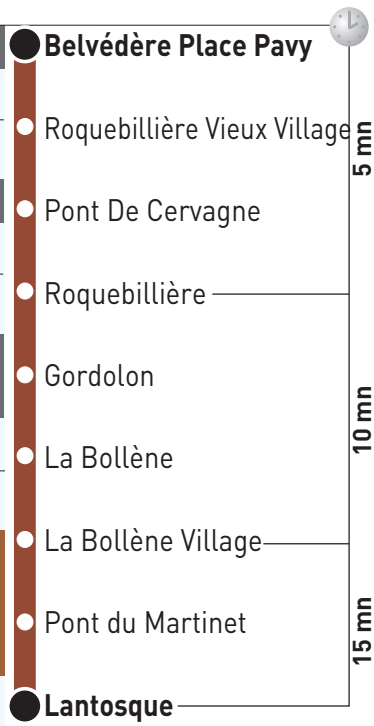 Belvédère Place Pavy
Roquebillière Vieux Village
5 mn
Pont De Cervagne
Roquebillière
Gordolon
10 mn
La Bollène
La Bollène Village
Pont du Martinet
15 mn
Lantosque